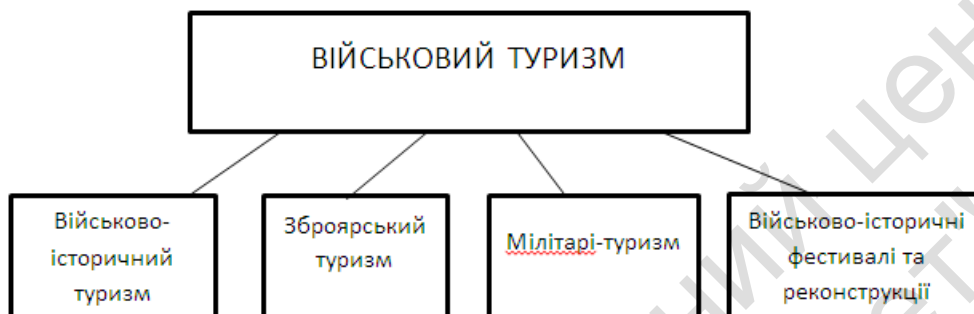 ВІЙСЬКОВИЙ ТУРИЗМ
Військово-
історичний
туризм
Зброярський
туризм
Мілітарі-туризм
Військово-історичні
фестивалі та
реконструкції